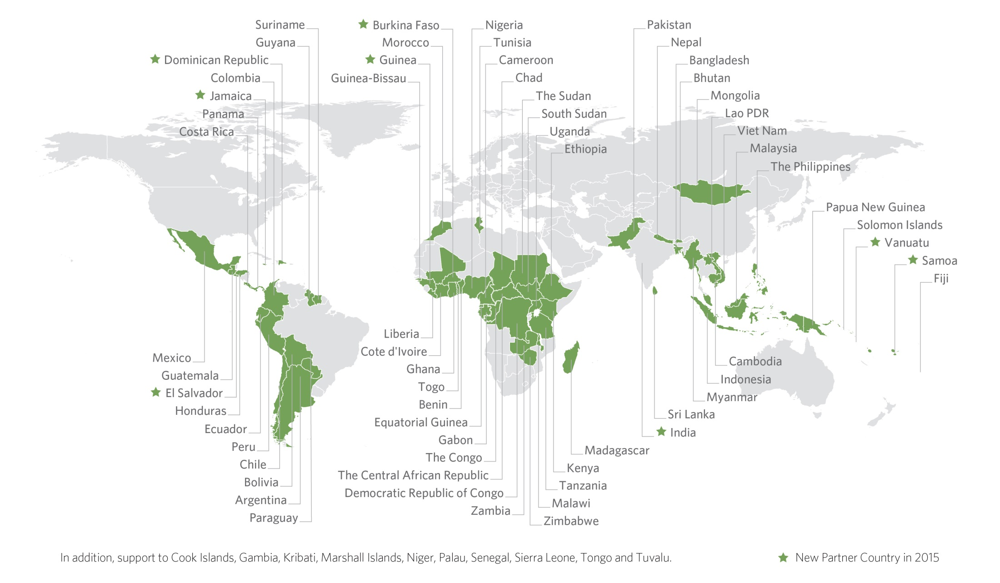 Suriname
Guyana
★ Dominican Republic
Colombia
★ Jamaica
Panama
Costa Rica
★ Burkina Faso
Morocco
★ Guinea
Guinea-Bissau
Nigeria
Tunisia
Cameroon
Chad
The Sudan
South Sudan
Uganda
Ethiopia
Pakistan
Nepal
Bangladesh
Bhutan
Mongolia
Lao PDR
Viet Nam
Malaysia
The Philippines
Papua New Guinea
Solomon Islands
★ Vanuatu
★ Samoa
Fiji
Mexico
Guatemala
★ El Salvador
Honduras
Ecuador
Peru
Chile
Bolivia
Argentina
Paraguay
Liberia
Cote d'Ivoire
Ghana
Togo
Benin
Equatorial Guinea
Gabon
The Congo
The Central African Republic
Democratic Republic of Congo
Zambia
Madagascar
Kenya
Tanzania
Malawi
Zimbabwe
Cambodia
Indonesia
Myanmar
Sri Lanka
★ India
In addition, support to Cook Islands, Gambia, Kribati, Marshall Islands, Niger, Palau, Senegal, Sierra Leone, Tongo and Tuvalu.
★ New Partner Country in 2015